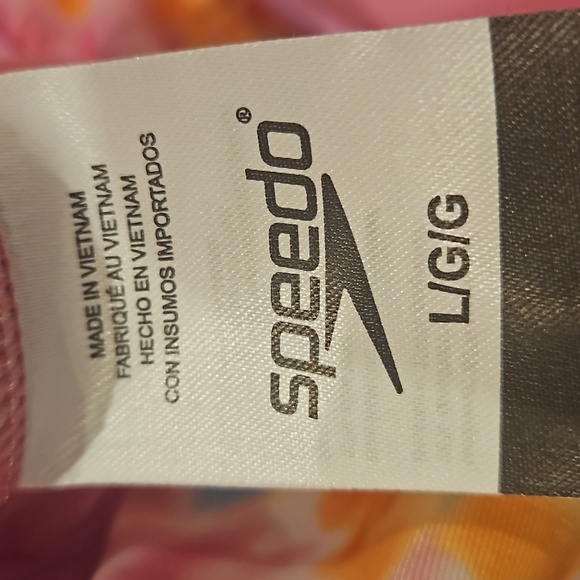 L/G/G
speedo®
MADE IN VIETNAM
FABRIQUÉ AU VIETNAM
HECHO EN VIETNAM
CON INSUMOS IMPORTADOS